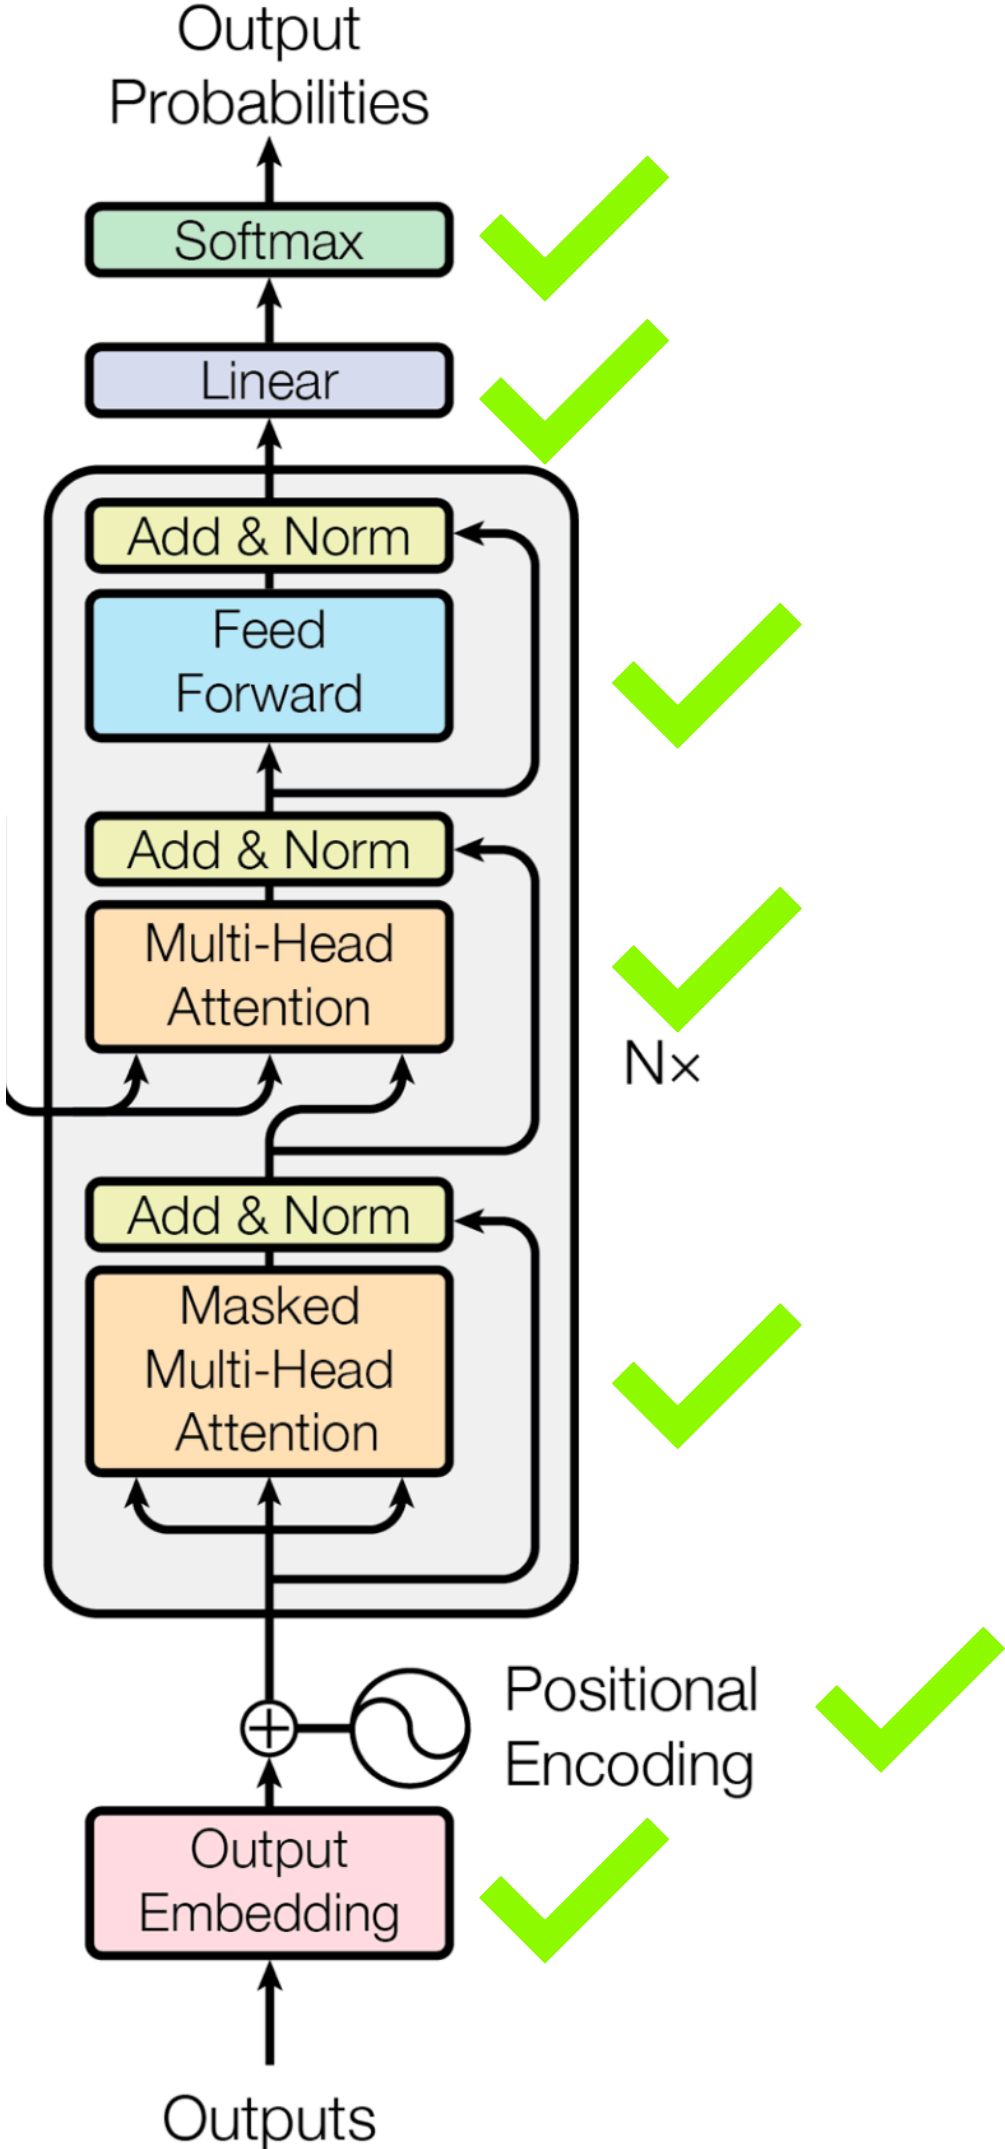 Output
Probabilities
Softmax
Linear
Add & Norm
Feed
Forward
Add & Norm
Multi-Head
Attention
N×
Add & Norm
Masked
Multi-Head
Attention
Positional
Encoding
Output
Embedding
Outputs